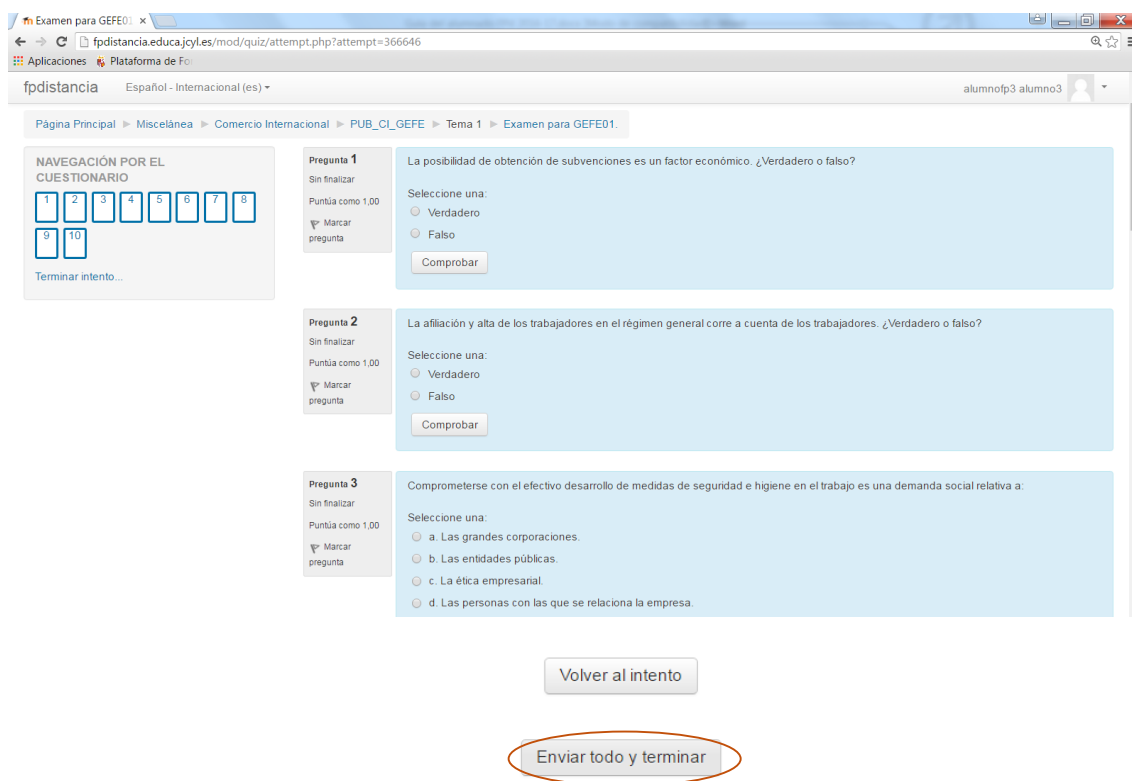 Examen para GEFE01
fpdistancia.educa.jcyl.es/mod/quiz/attempt.php?attempt=366646
Aplicaciones Plataforma de For
fpdistancia Español - Internacional (es) alumnofp3 alumno3
Página Principal ► Miscelánea ► Comercio Internacional ► PUB_CI_GEFE ► Tema 1 ► Examen para GEFE01.
NAVEGACIÓN POR EL
CUESTIONARIO
1 2 3 4 5 6 7 8
9 10
Terminar intento...
Pregunta 1
Sin finalizar
Puntúa como 1,00
Marcar
pregunta
La posibilidad de obtención de subvenciones es un factor económico. ¿Verdadero o falso?
Seleccione una:
Verdadero
Falso
Comprobar
Pregunta 2
Sin finalizar
Puntúa como 1,00
Marcar
pregunta
La afiliación y alta de los trabajadores en el régimen general corre a cuenta de los trabajadores. ¿Verdadero o falso?
Seleccione una:
Verdadero
Falso
Comprobar
Pregunta 3
Sin finalizar
Puntúa como 1,00
Marcar
pregunta
Comprometerse con el efectivo desarrollo de medidas de seguridad e higiene en el trabajo es una demanda social relativa a:
Seleccione una:
a. Las grandes corporaciones.
b. Las entidades públicas.
c. La ética empresarial.
d. Las personas con las que se relaciona la empresa.
Volver al intento
Enviar todo y terminar